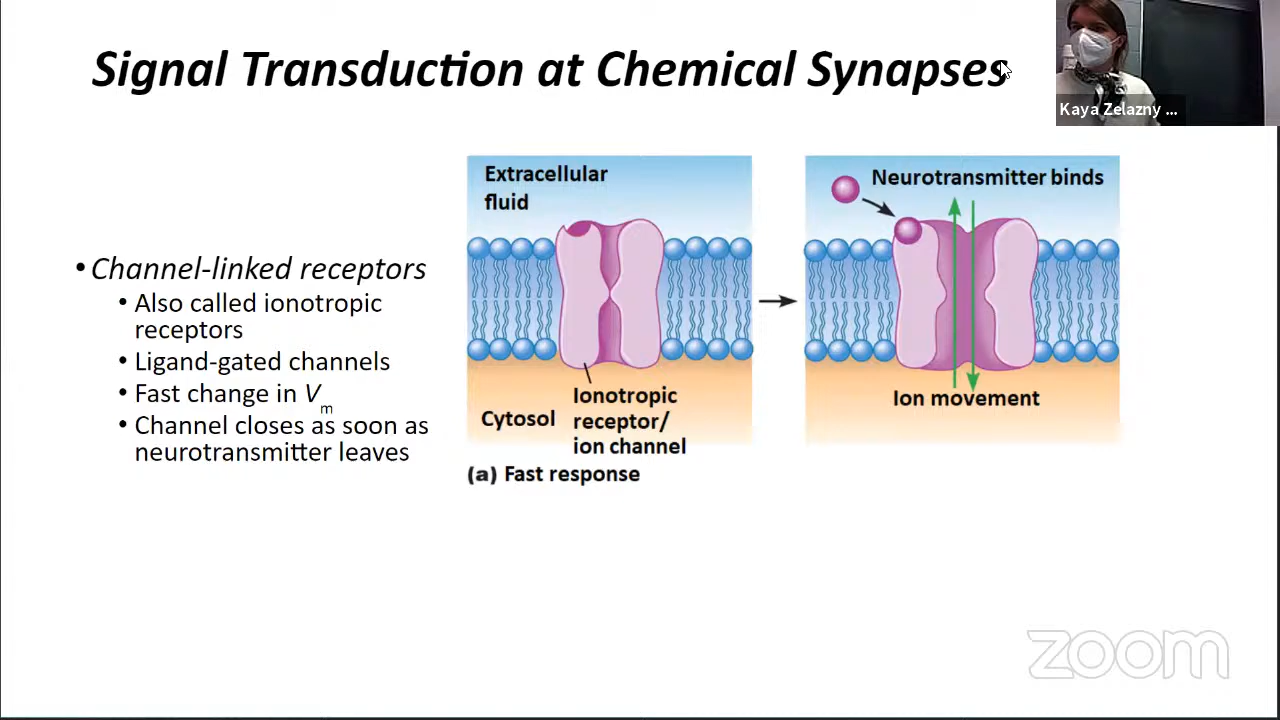 Signal Transduction at Chemical Synapses
Kaya Zelazny ...
• Channel-linked receptors
• Also called ionotropic
receptors
• Ligand-gated channels
• Fast change in Vm
• Channel closes as soon as
neurotransmitter leaves
Extracellular
fluid
Cytosol
Ionotropic
receptor/
ion channel
(a) Fast response
Neurotransmitter binds
Ion movement
zoom